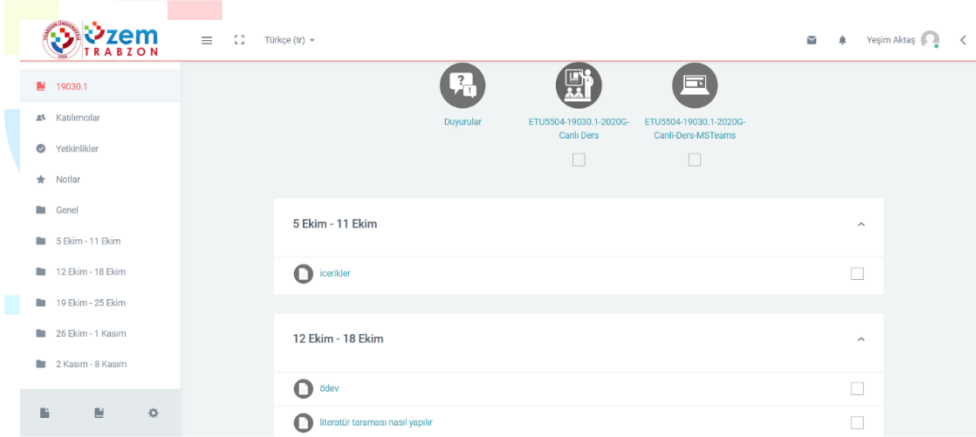 üzem
TRABZON
Türkçe (tr)
Yeşim Aktaş
19030.1
Katılımcılar
Yetkinlikler
Notlar
Genel
5 Ekim - 11 Ekim
12 Ekim - 18 Ekim
19 Ekim - 25 Ekim
26 Ekim - 1 Kasım
2 Kasım - 8 Kasım
Duyurular
ETU5504-19030.1-2020G-
Canlı Ders
ETU5504-19030.1-2020G-
Canli-Ders-MSTeams
5 Ekim - 11 Ekim
icerikler
12 Ekim - 18 Ekim
ödev
literatür taraması nasıl yapılır